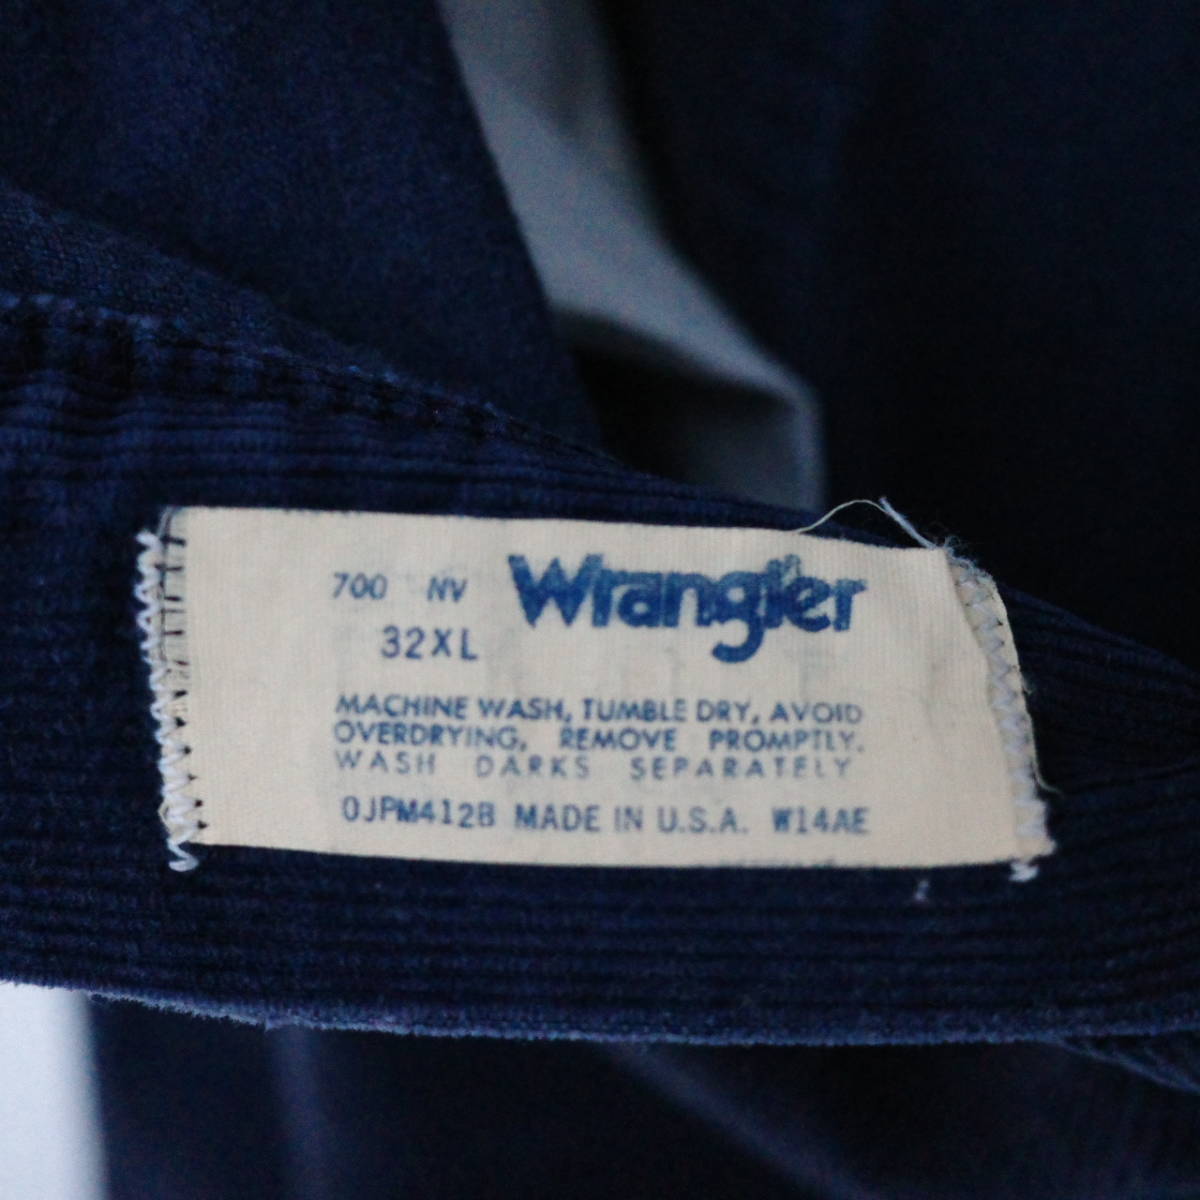 700 NV Wrangler
32XL
MACHINE WASH, TUMBLE DRY, AVOID
OVERDRYING, REMOVE PROMPTLY.
WASH DARKS SEPARATELY
0JPM412B MADE IN U.S.A. W14AE